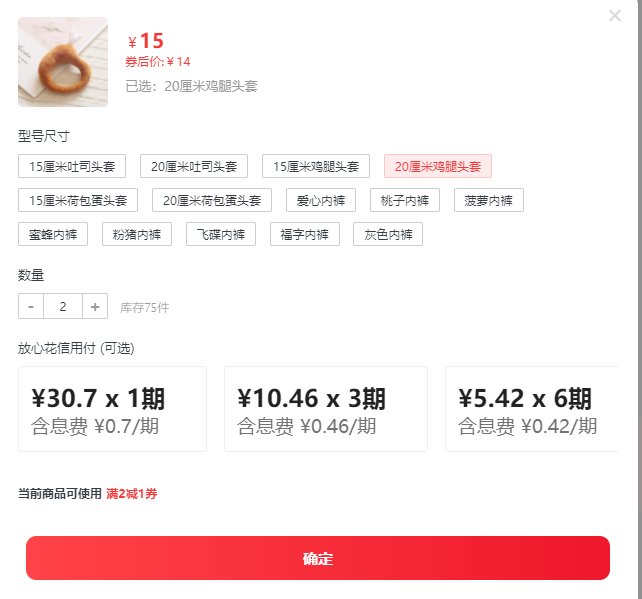 ¥15
券后价:¥14
已选：20厘米鸡腿头套
型号尺寸
15厘米吐司头套 20厘米吐司头套 15厘米鸡腿头套 20厘米鸡腿头套
15厘米荷包蛋头套 20厘米荷包蛋头套 爱心内裤 桃子内裤 菠萝内裤
蜜蜂内裤 粉猪内裤 飞碟内裤 福字内裤 灰色内裤
数量
- 2 + 库存75件
放心花信用付 (可选)
¥30.7 x 1期 ¥10.46 x 3期 ¥5.42 x 6期
含息费 ¥0.7/期 含息费 ¥0.46/期 含息费 ¥0.42/期
当前商品可使用 满2减1券
确定